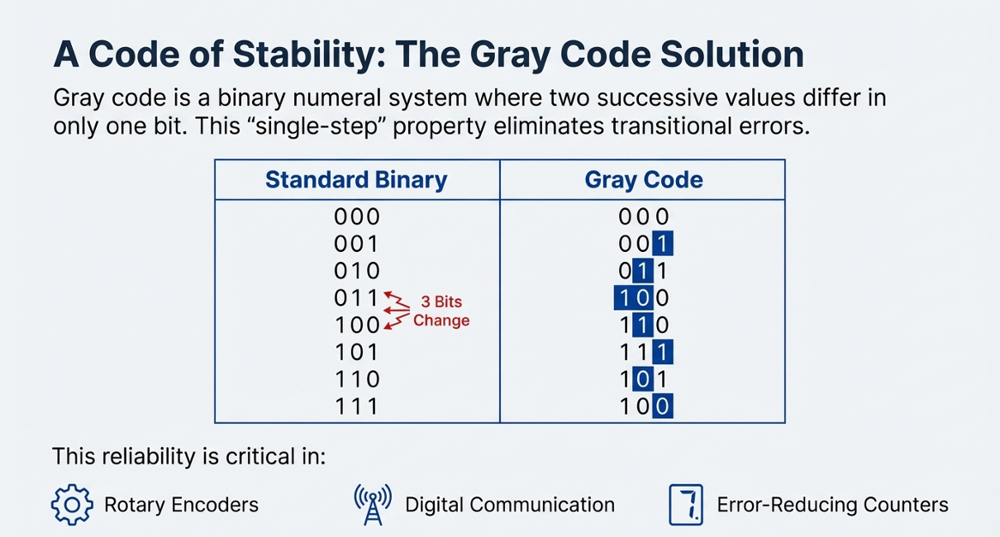 A Code of Stability: The Gray Code Solution
Gray code is a binary numeral system where two successive values differ in
only one bit. This “single-step” property eliminates transitional errors.
Standard Binary Gray Code
000 000
001 001
010 011
011 100
3 Bits
Change
100 110
101 111
110 101
111 100
This reliability is critical in:
Rotary Encoders Digital Communication 7. Error-Reducing Counters